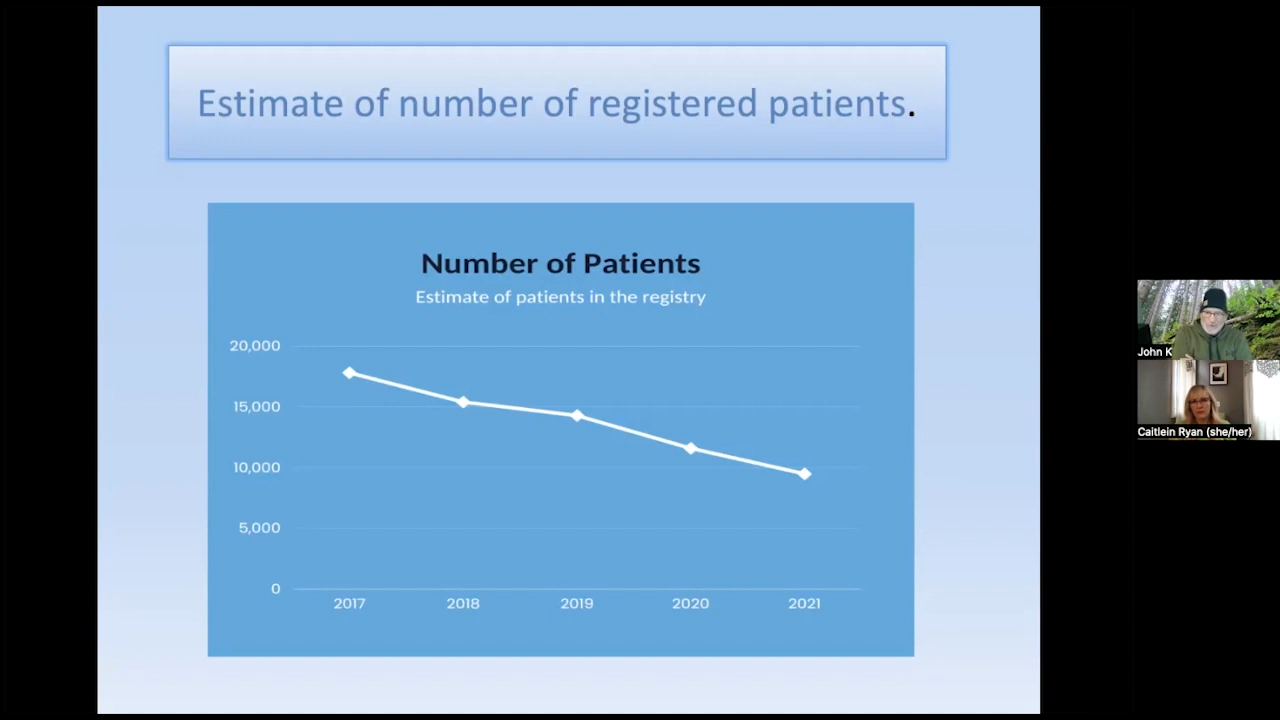 Estimate of number of registered patients.
Number of Patients
Estimate of patients in the registry
20,000
15,000
10,000
5,000
0
2017 2018 2019 2020 2021
John K
Caitlein Ryan (she/her)